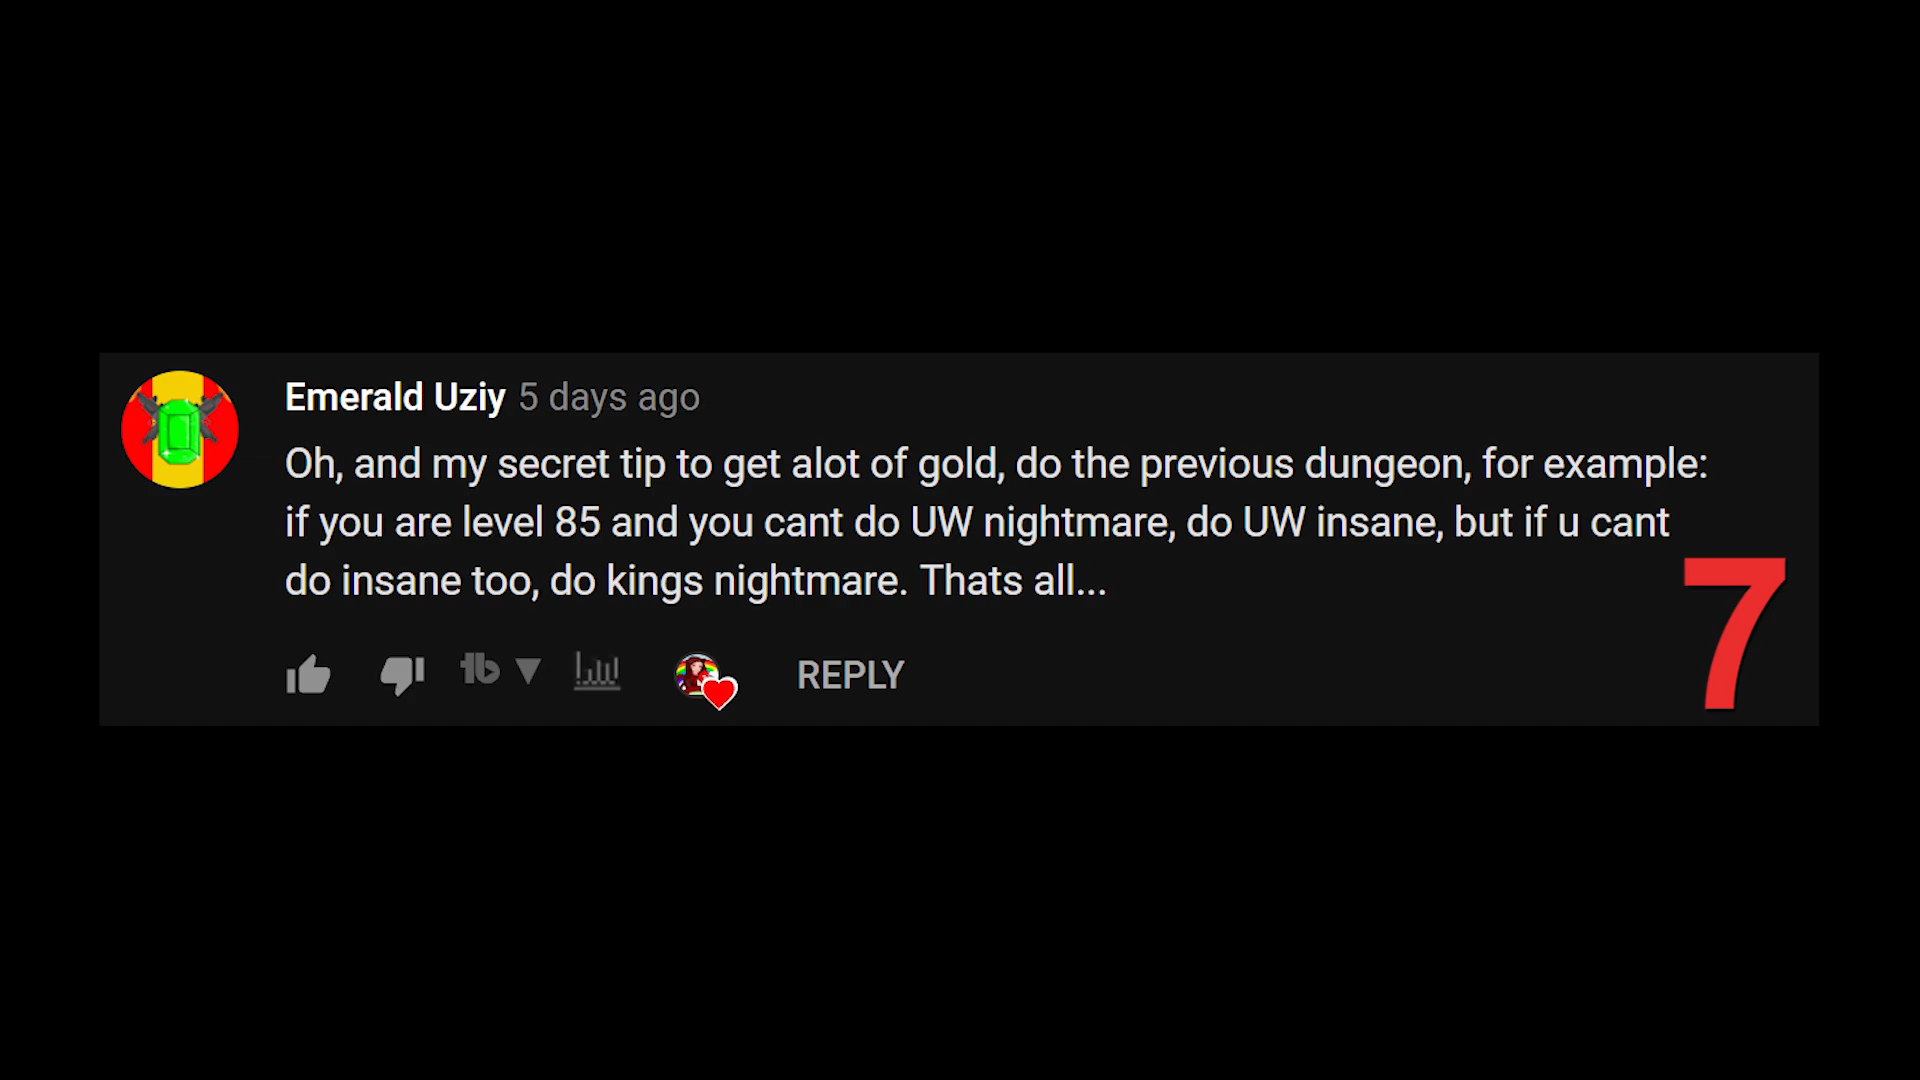 Emerald Uziy 5 days ago
Oh, and my secret tip to get alot of gold, do the previous dungeon, for example:
if you are level 85 and you cant do UW nightmare, do UW insane, but if u cant
do insane too, do kings nightmare. Thats all...
7
tb REPLY